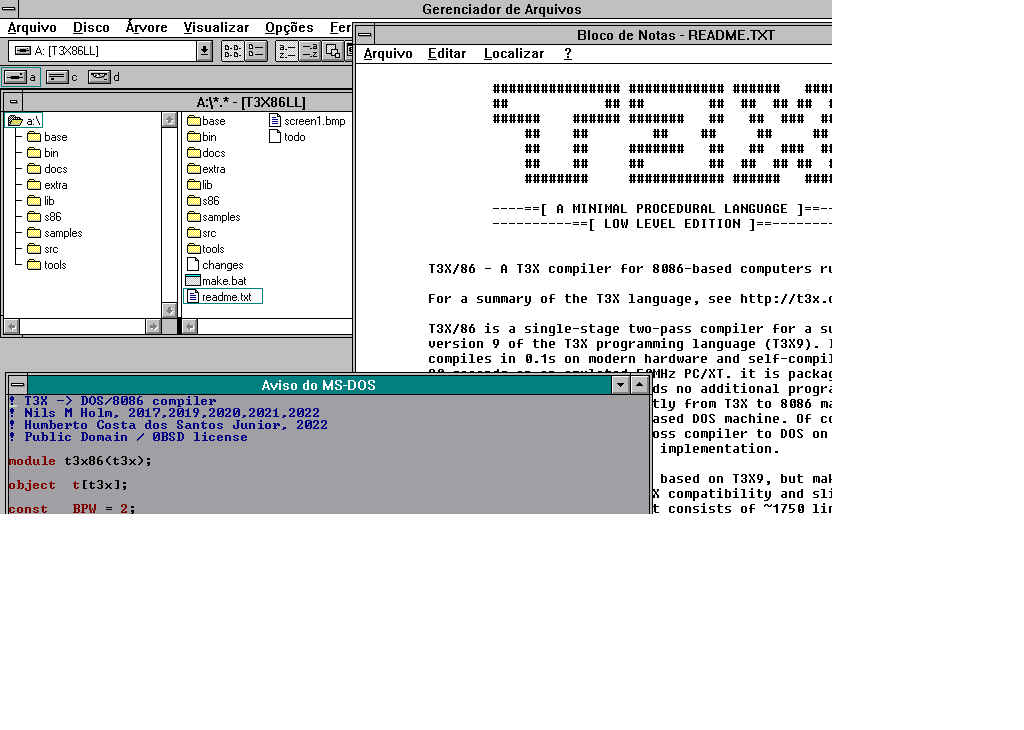 Gerenciador de Arquivos
Arquivo Disco Árvore Visualizar Opções Fer
A: [T3X86LL]
a c d
A:\*.* - [T3X86LL]
a:\
base
bin
docs
extra
lib
s86
samples
src
tools
base
bin
docs
extra
lib
s86
samples
src
tools
changes
make.bat
readme.txt
screen1.bmp
todo
Bloco de Notas - README.TXT
Arquivo Editar Localizar ?
----==[ A MINIMAL PROCEDURAL LANGUAGE ]==--
----------==[ LOW LEVEL EDITION ]==--------
T3X/86 - A T3X compiler for 8086-based computers ru
For a summary of the T3X language, see http://t3x.
T3X/86 is a single-stage two-pass compiler for a su
version 9 of the T3X programming language (T3X9).
compiles in 0.1s on modern hardware and self-compil
MHz PC/XT. it is packag
ds no additional progra
tly from T3X to 8086 ma
ased DOS machine. Of co
oss compiler to DOS on
implementation.
based on T3X9, but mak
X compatibility and sli
t consists of ~1750 lin
Aviso do MS-DOS
! T3X -> DOS/8086 compiler
! Nils M Holm, 2017,2019,2020,2021,2022
! Humberto Costa dos Santos Junior, 2022
! Public Domain / 0BSD license
module t3x86(t3x);
object t[t3x];
const BPW = 2;